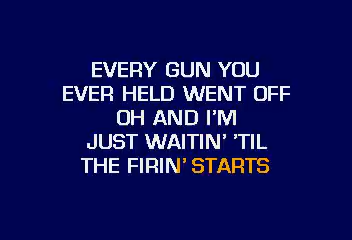 EVERY GUN YOU
EVER HELD WENT OFF
OH AND I'M
JUST WAITIN' 'TIL
THE FIRIN' STARTS